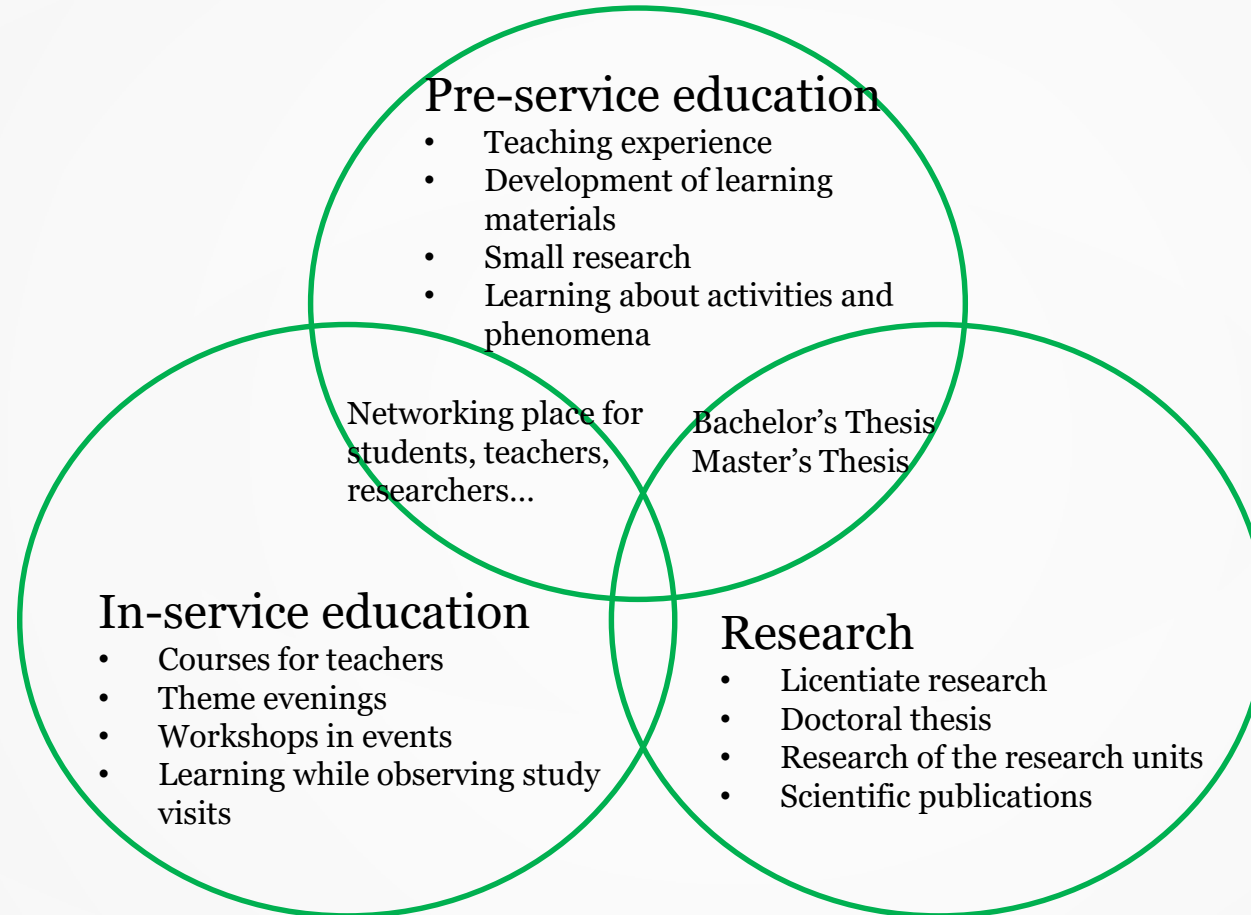 Pre-service education
• Teaching experience
• Development of learning
materials
• Small research
• Learning about activities and
phenomena
Networking place for
students, teachers,
researchers…
Bachelor’s Thesis
Master’s Thesis
In-service education
• Courses for teachers
• Theme evenings
• Workshops in events
• Learning while observing study
visits
Research
• Licentiate research
• Doctoral thesis
• Research of the research units
• Scientific publications